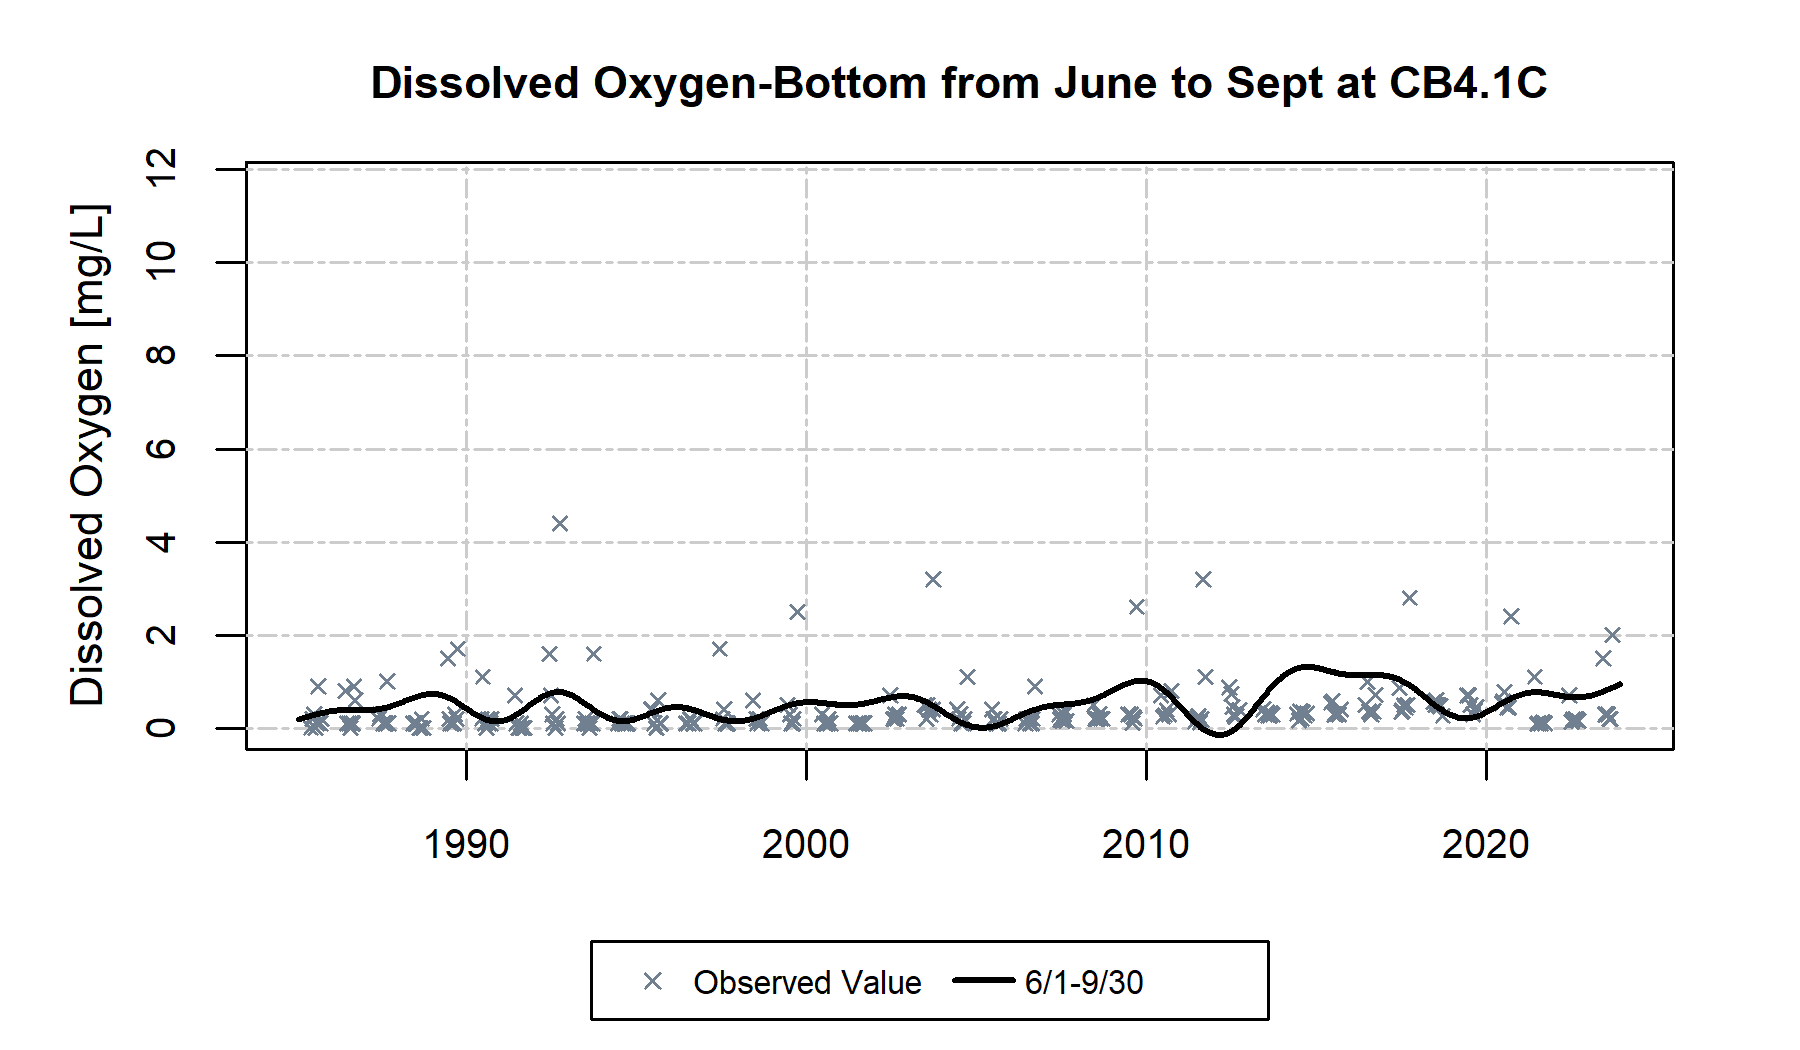 Dissolved Oxygen-Bottom from June to Sept at CB4.1C
Dissolved Oxygen [mg/L]
12
10
8
6
4
2
0
1990 2000 2010 2020
Observed Value 6/1-9/30